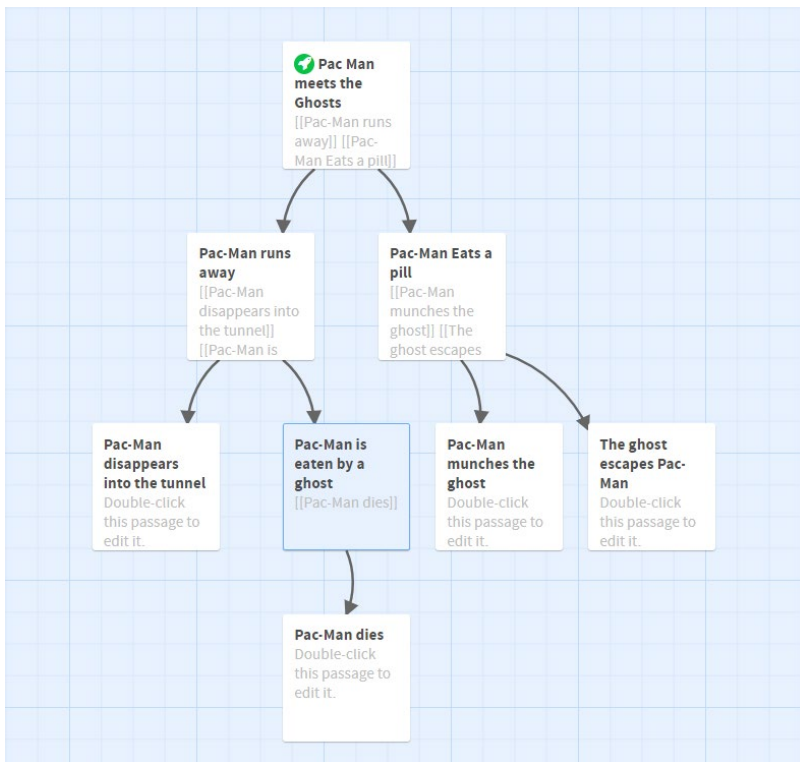 Pac Man
meets the
Ghosts
[[Pac-Man runs
away]] [[Pac-
Man Eats a pill]]
Pac-Man runs
away
[[Pac-Man
disappears into
the tunnel]]
[[Pac-Man is
Pac-Man Eats a
pill
[[Pac-Man
munches the
ghost]] [[The
ghost escapes
Pac-Man
disappears
into the tunnel
Double-click
this passage to
edit it.
Pac-Man is
eaten by a
ghost
[[Pac-Man dies]]
Pac-Man
munches the
ghost
Double-click
this passage to
edit it.
The ghost
escapes Pac-
Man
Double-click
this passage to
edit it.
Pac-Man dies
Double-click
this passage to
edit it.